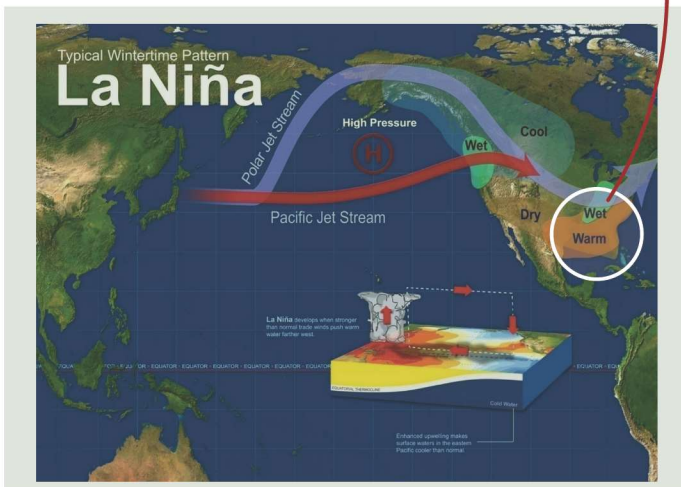 Typical Wintertime Pattern
La Niña
Polar Jet Stream
High Pressure
H
Wet
Cool
Pacific Jet Stream
Dry
Wet
Warm
La Niña develops when stronger
than normal trade winds push warm
water farther west.
EQUATOR - EQUATOR - EQUATOR - EQUATOR - EQUATOR
EQUATORIAL THERMOCLINE
Cold Water
Enhanced upwelling makes
surface waters in the eastern
Pacific cooler than normal.